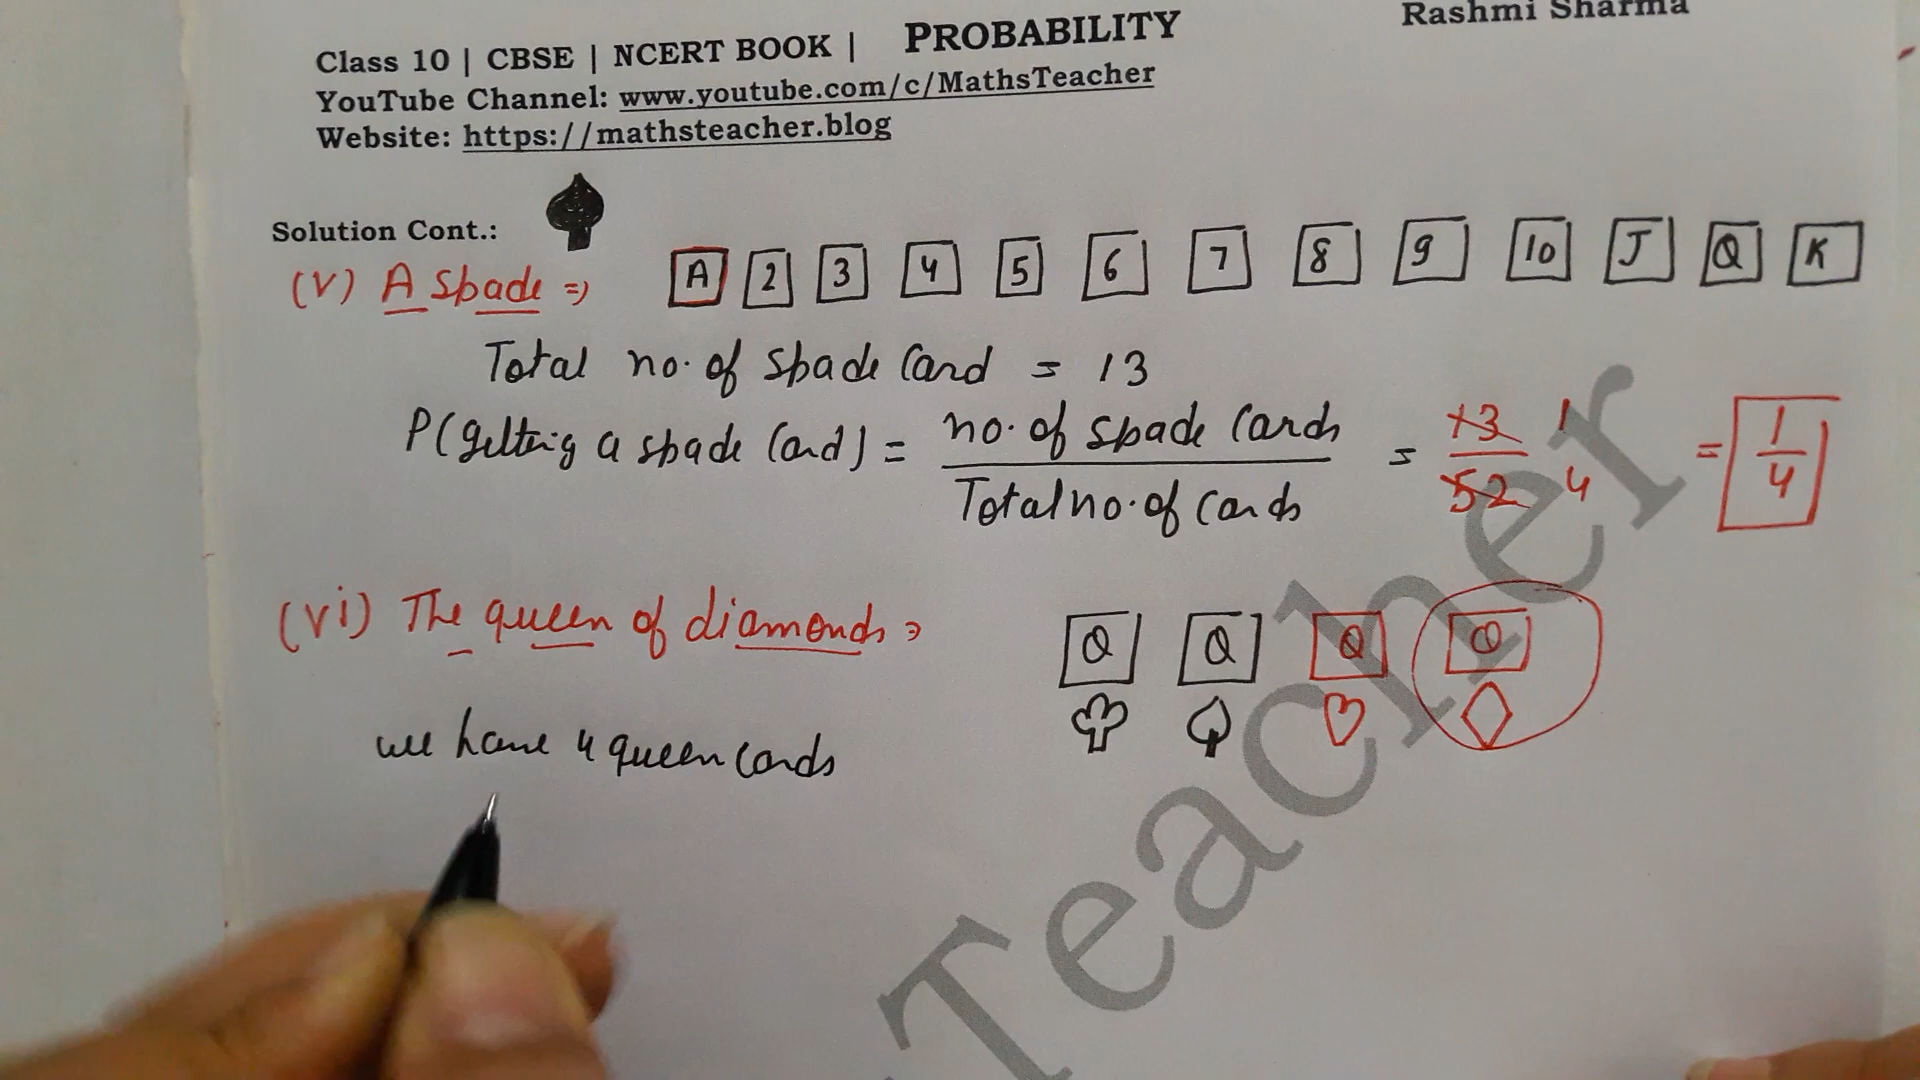 Rashmi Sharma
Class 10 | CBSE | NCERT BOOK | PROBABILITY
YouTube Channel: www.youtube.com/c/MathsTeacher
Website: https://mathsteacher.blog
Solution Cont.:
(V) A Spade => A 2 3 4 5 6 7 8 9 10 J Q K
Total no. of Spade Card = 13
P(getting a spade Card) = no. of spade Cards / Total no. of cards = 13/52 1/4 = 1/4
(Vi) The queen of diamonds => Q Q Q Q
we have 4 queen cards
Teacher